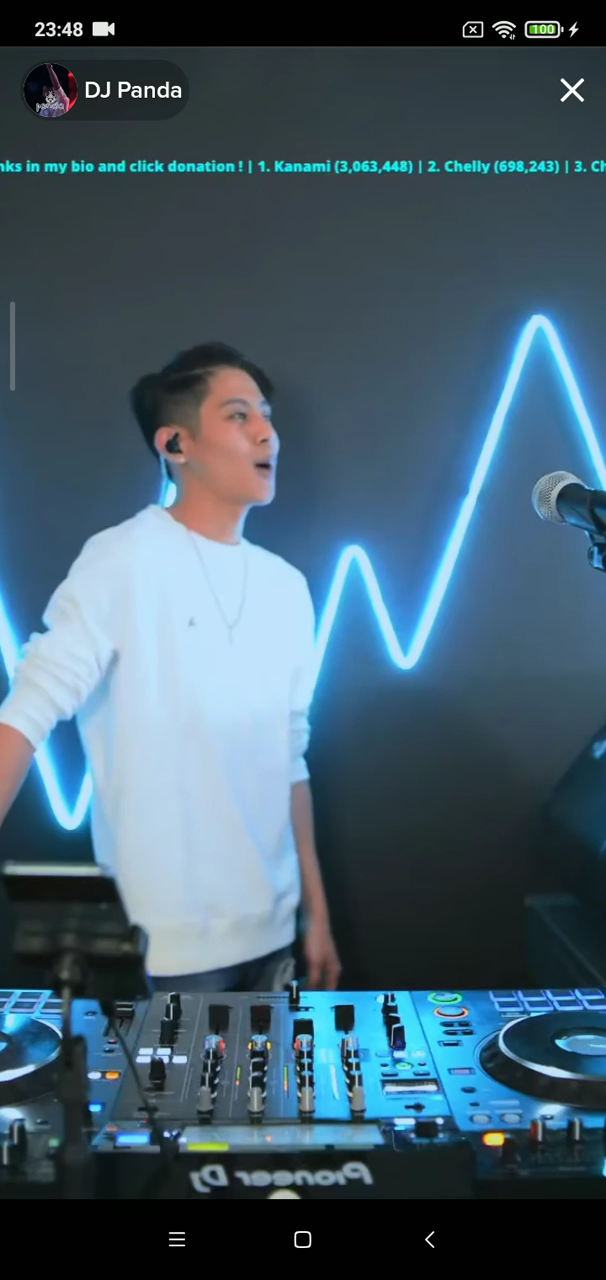 23:48
100
DJ Panda
nks in my bio and click donation ! | 1. Kanami (3,063,448) | 2. Chelly (698,243) | 3. Ch
Pioneer Dj